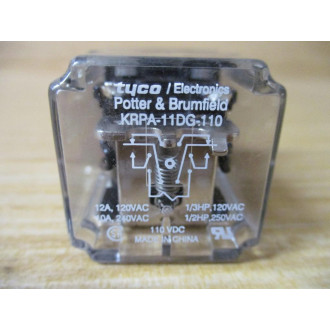 tyco / Electronics
Potter & Brumfield
KRPA-11DG-110
12A, 120VAC 1/3HP, 120VAC
10A, 240VAC 1/2HP, 250VAC
110 VDC
MADE IN CHINA